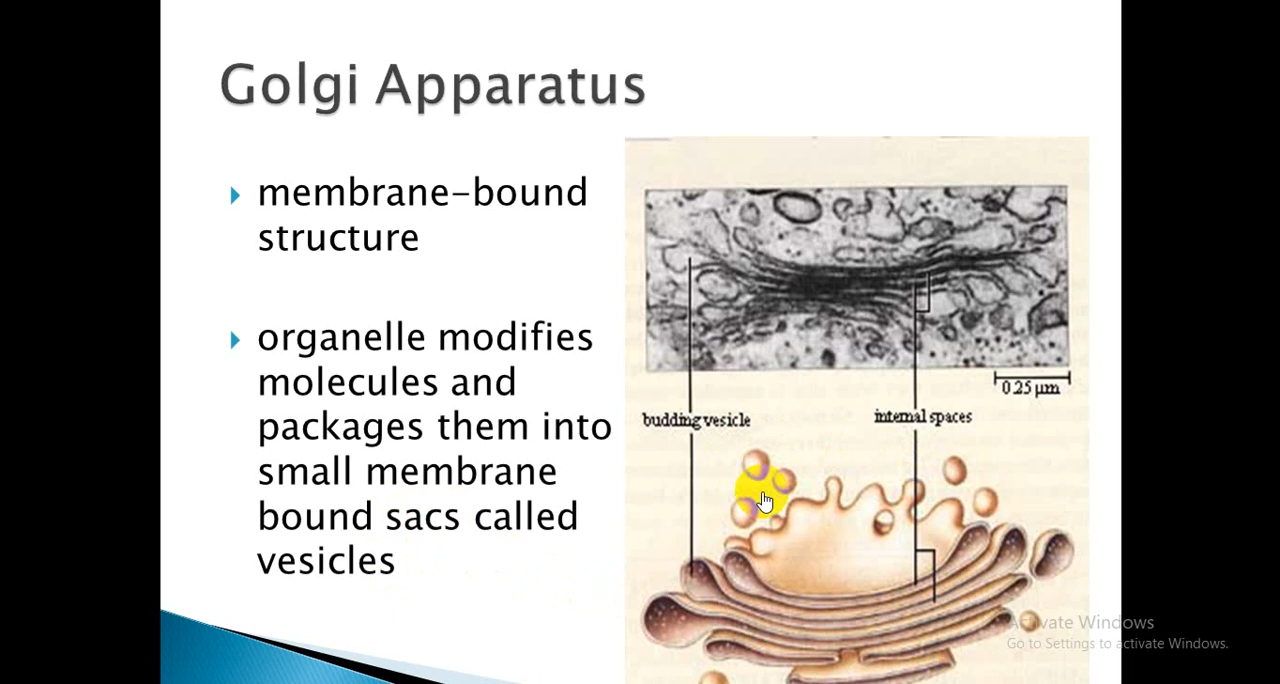 Golgi Apparatus
membrane-bound
structure
organelle modifies
molecules and
packages them into
small membrane
bound sacs called
vesicles
0.25 µm
budding vesicle
internal spaces
Activate Windows
Go to Settings to activate Windows.